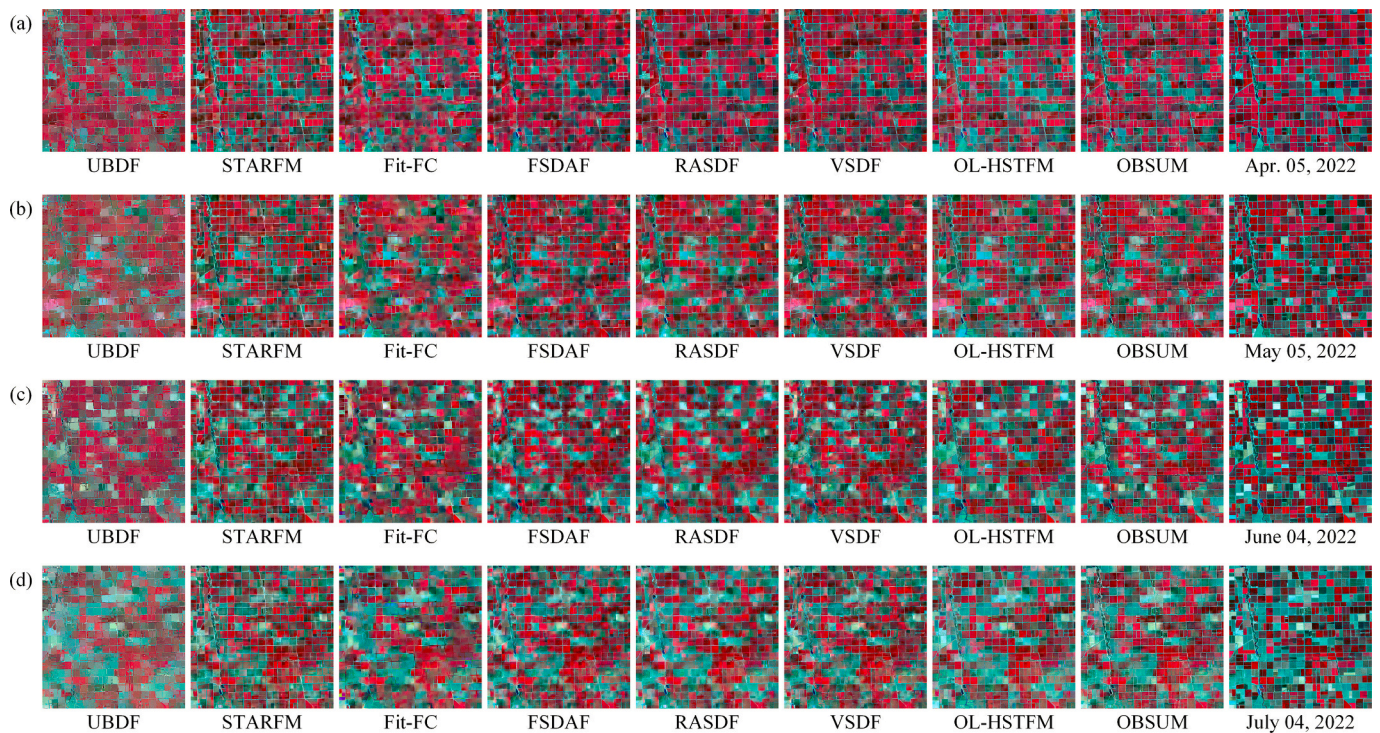 (a)
UBDF STARFM Fit-FC FSDAF RASDF VSDF OL-HSTFM OBSUM Apr. 05, 2022
(b)
UBDF STARFM Fit-FC FSDAF RASDF VSDF OL-HSTFM OBSUM May 05, 2022
(c)
UBDF STARFM Fit-FC FSDAF RASDF VSDF OL-HSTFM OBSUM June 04, 2022
(d)
UBDF STARFM Fit-FC FSDAF RASDF VSDF OL-HSTFM OBSUM July 04, 2022